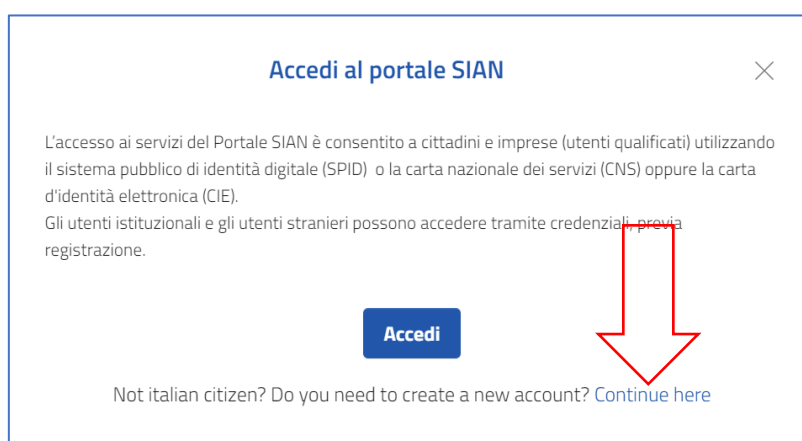 Accedi al portale SIAN
L'accesso ai servizi del Portale SIAN è consentito a cittadini e imprese (utenti qualificati) utilizzando
il sistema pubblico di identità digitale (SPID) o la carta nazionale dei servizi (CNS) oppure la carta
d'identità elettronica (CIE).
Gli utenti istituzionali e gli utenti stranieri possono accedere tramite credenziali, previa
registrazione.
Accedi
Not italian citizen? Do you need to create a new account? Continue here